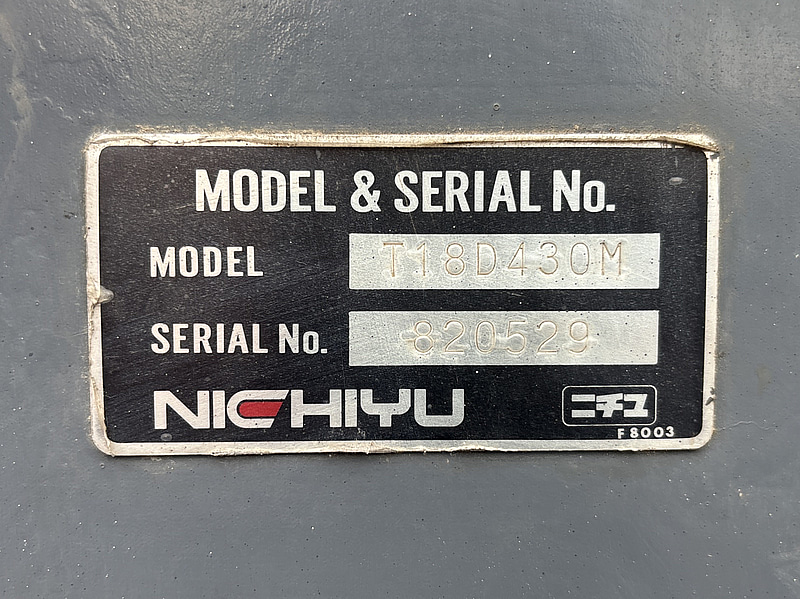 MODEL & SERIAL No.
MODEL T18D430M
SERIAL No. 820529
NICHIYU ニチユ
F8003